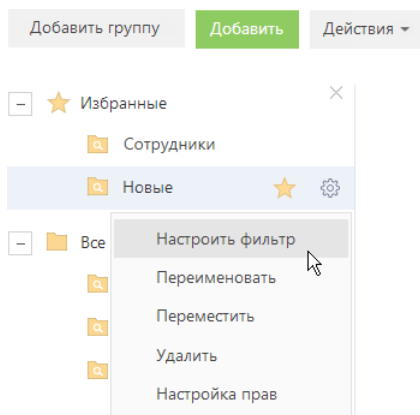 Добавить группу Добавить Действия
Избранные
Сотрудники
Новые
Все
Настроить фильтр
Переименовать
Переместить
Удалить
Настройка прав